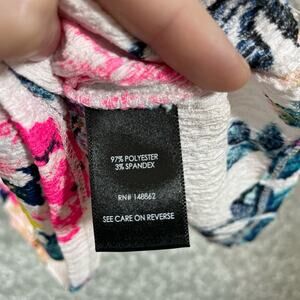 97% POLYESTER
3% SPANDEX
RN# 148862
SEE CARE ON REVERSE